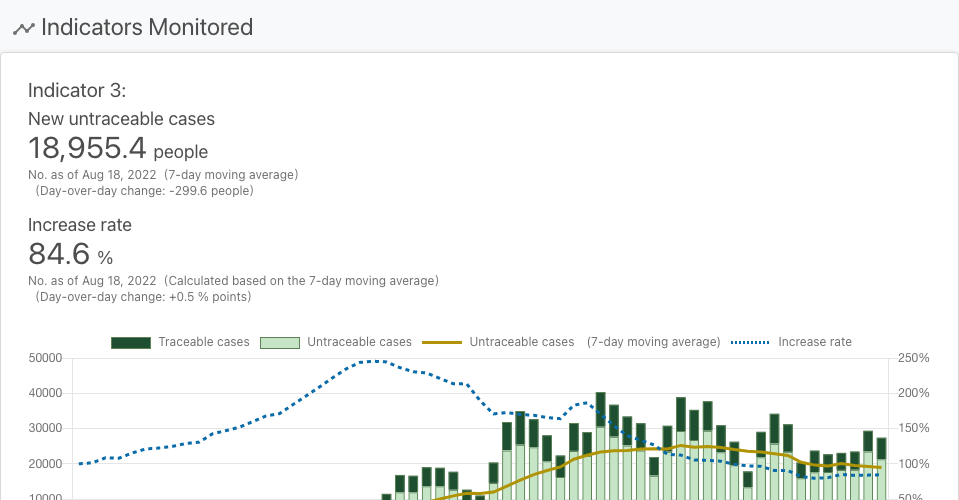 Indicators Monitored
Indicator 3:
New untraceable cases
18,955.4 people
No. as of Aug 18, 2022 (7-day moving average)
(Day-over-day change: -299.6 people)
Increase rate
84.6 %
No. as of Aug 18, 2022 (Calculated based on the 7-day moving average)
(Day-over-day change: +0.5 % points)
Traceable cases Untraceable cases Untraceable cases (7-day moving average) Increase rate
50000 250%
40000 200%
30000 150%
20000 100%
10000 50%